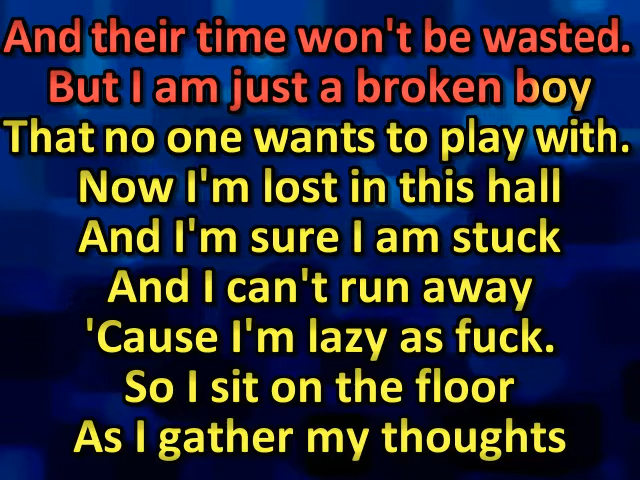 And their time won't be wasted.
But I am just a broken boy
That no one wants to play with.
Now I'm lost in this hall
And I'm sure I am stuck
And I can't run away
'Cause I'm lazy as fuck.
So I sit on the floor
As I gather my thoughts